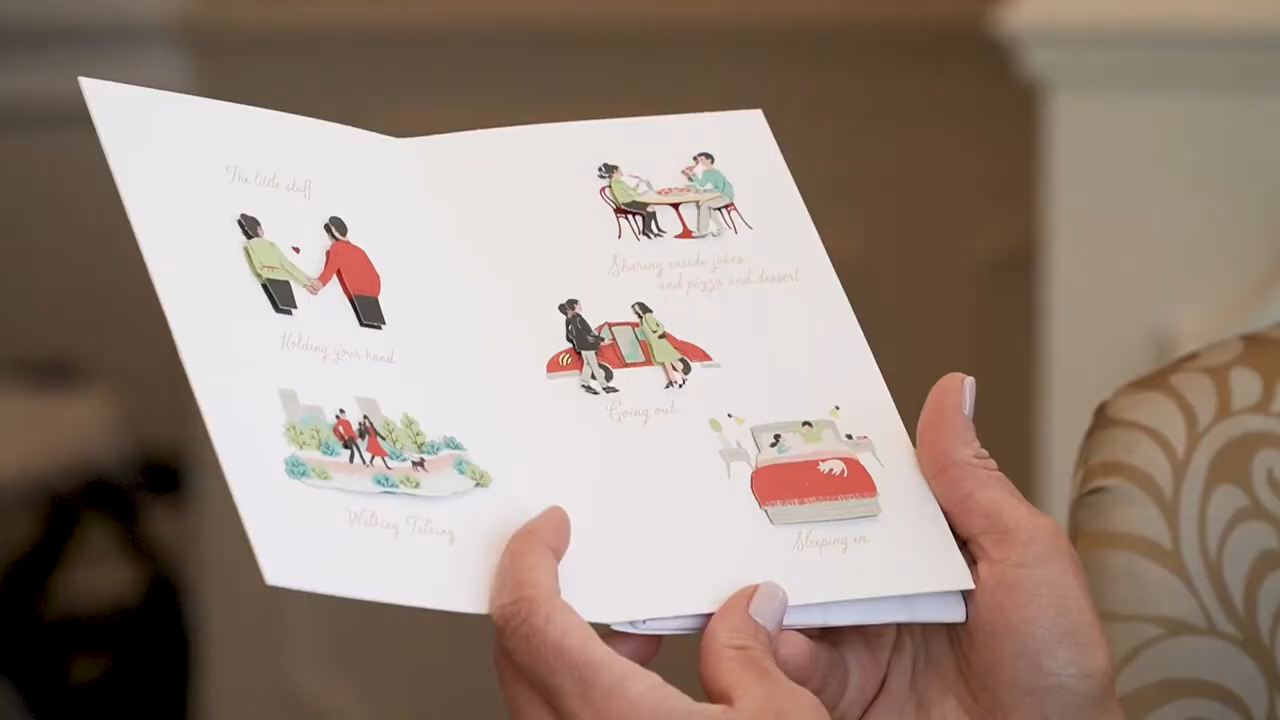 The little stuff
Holding your hand
Walking Talking
Sharing inside jokes
and pizza and dessert
Going out
Sleeping in